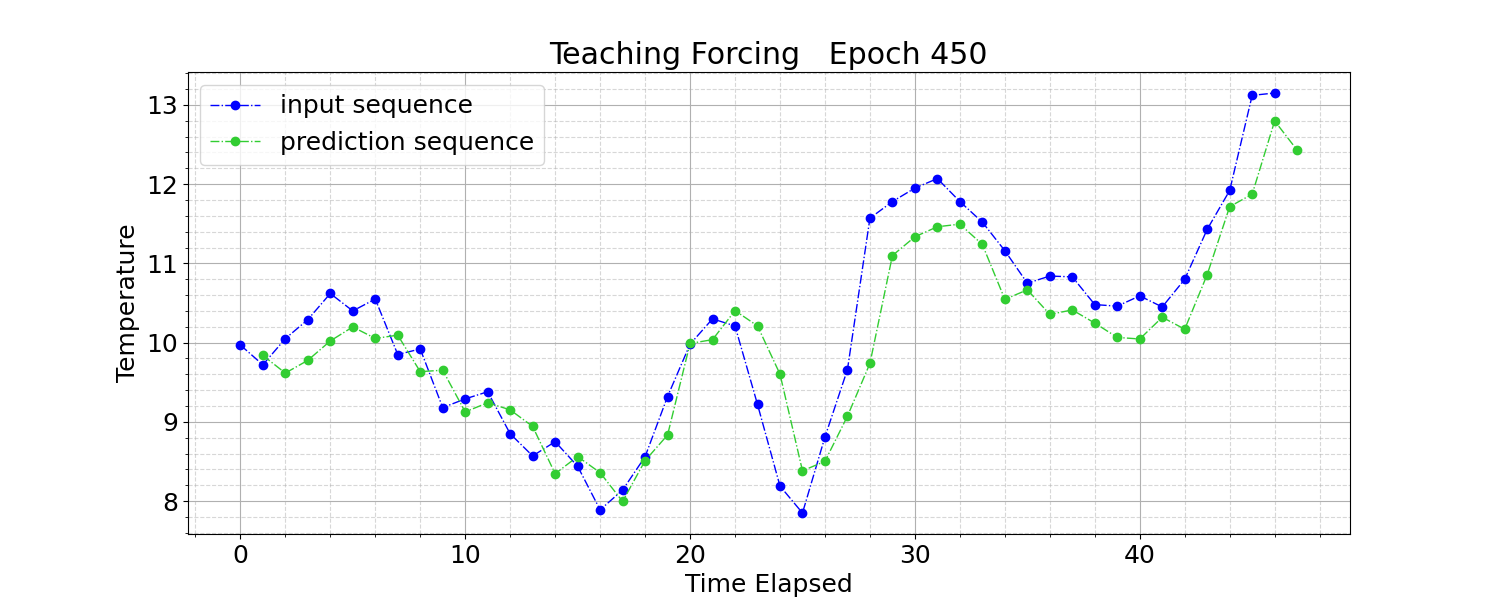 Teaching Forcing   Epoch 450
input sequence
prediction sequence
13
12
11
10
9
8
Temperature
0 10 20 30 40
Time Elapsed